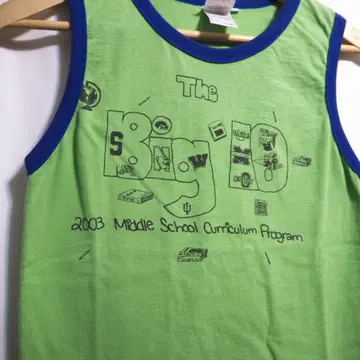 The
Big 10
S
W
2003 Middle School Curriculum Program